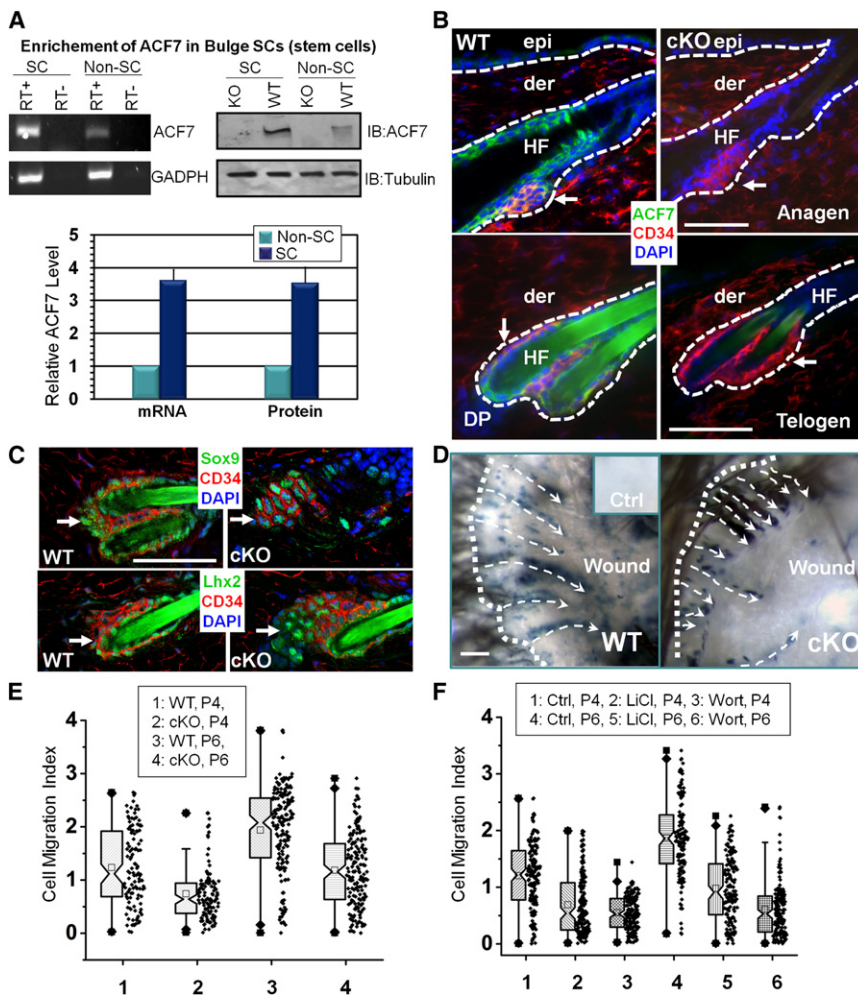 A
Enrichement of ACF7 in Bulge SCs (stem cells)
SC Non-SC
RT+ RT- RT+ RT-
ACF7
GADPH
SC Non-SC
KO WT KO WT
IB:ACF7
IB:Tubulin
Relative ACF7 Level
5
4
3
2
1
0
Non-SC
SC
mRNA Protein
B
WT epi
der
HF
cKO epi
der
HF
Anagen
ACF7
CD34
DAPI
der
HF
DP
der
HF
Telogen
C
Sox9
CD34
DAPI
WT
cKO
Lhx2
CD34
DAPI
WT
cKO
D
Ctrl
Wound
WT
Wound
cKO
E
1: WT, P4,
2: cKO, P4
3: WT, P6,
4: cKO, P6
Cell Migration Index
4
3
2
1
0
1 2 3 4
F
1: Ctrl, P4, 2: LiCl, P4, 3: Wort, P4
4: Ctrl, P6, 5: LiCl, P6, 6: Wort, P6
Cell Migration Index
4
3
2
1
0
1 2 3 4 5 6